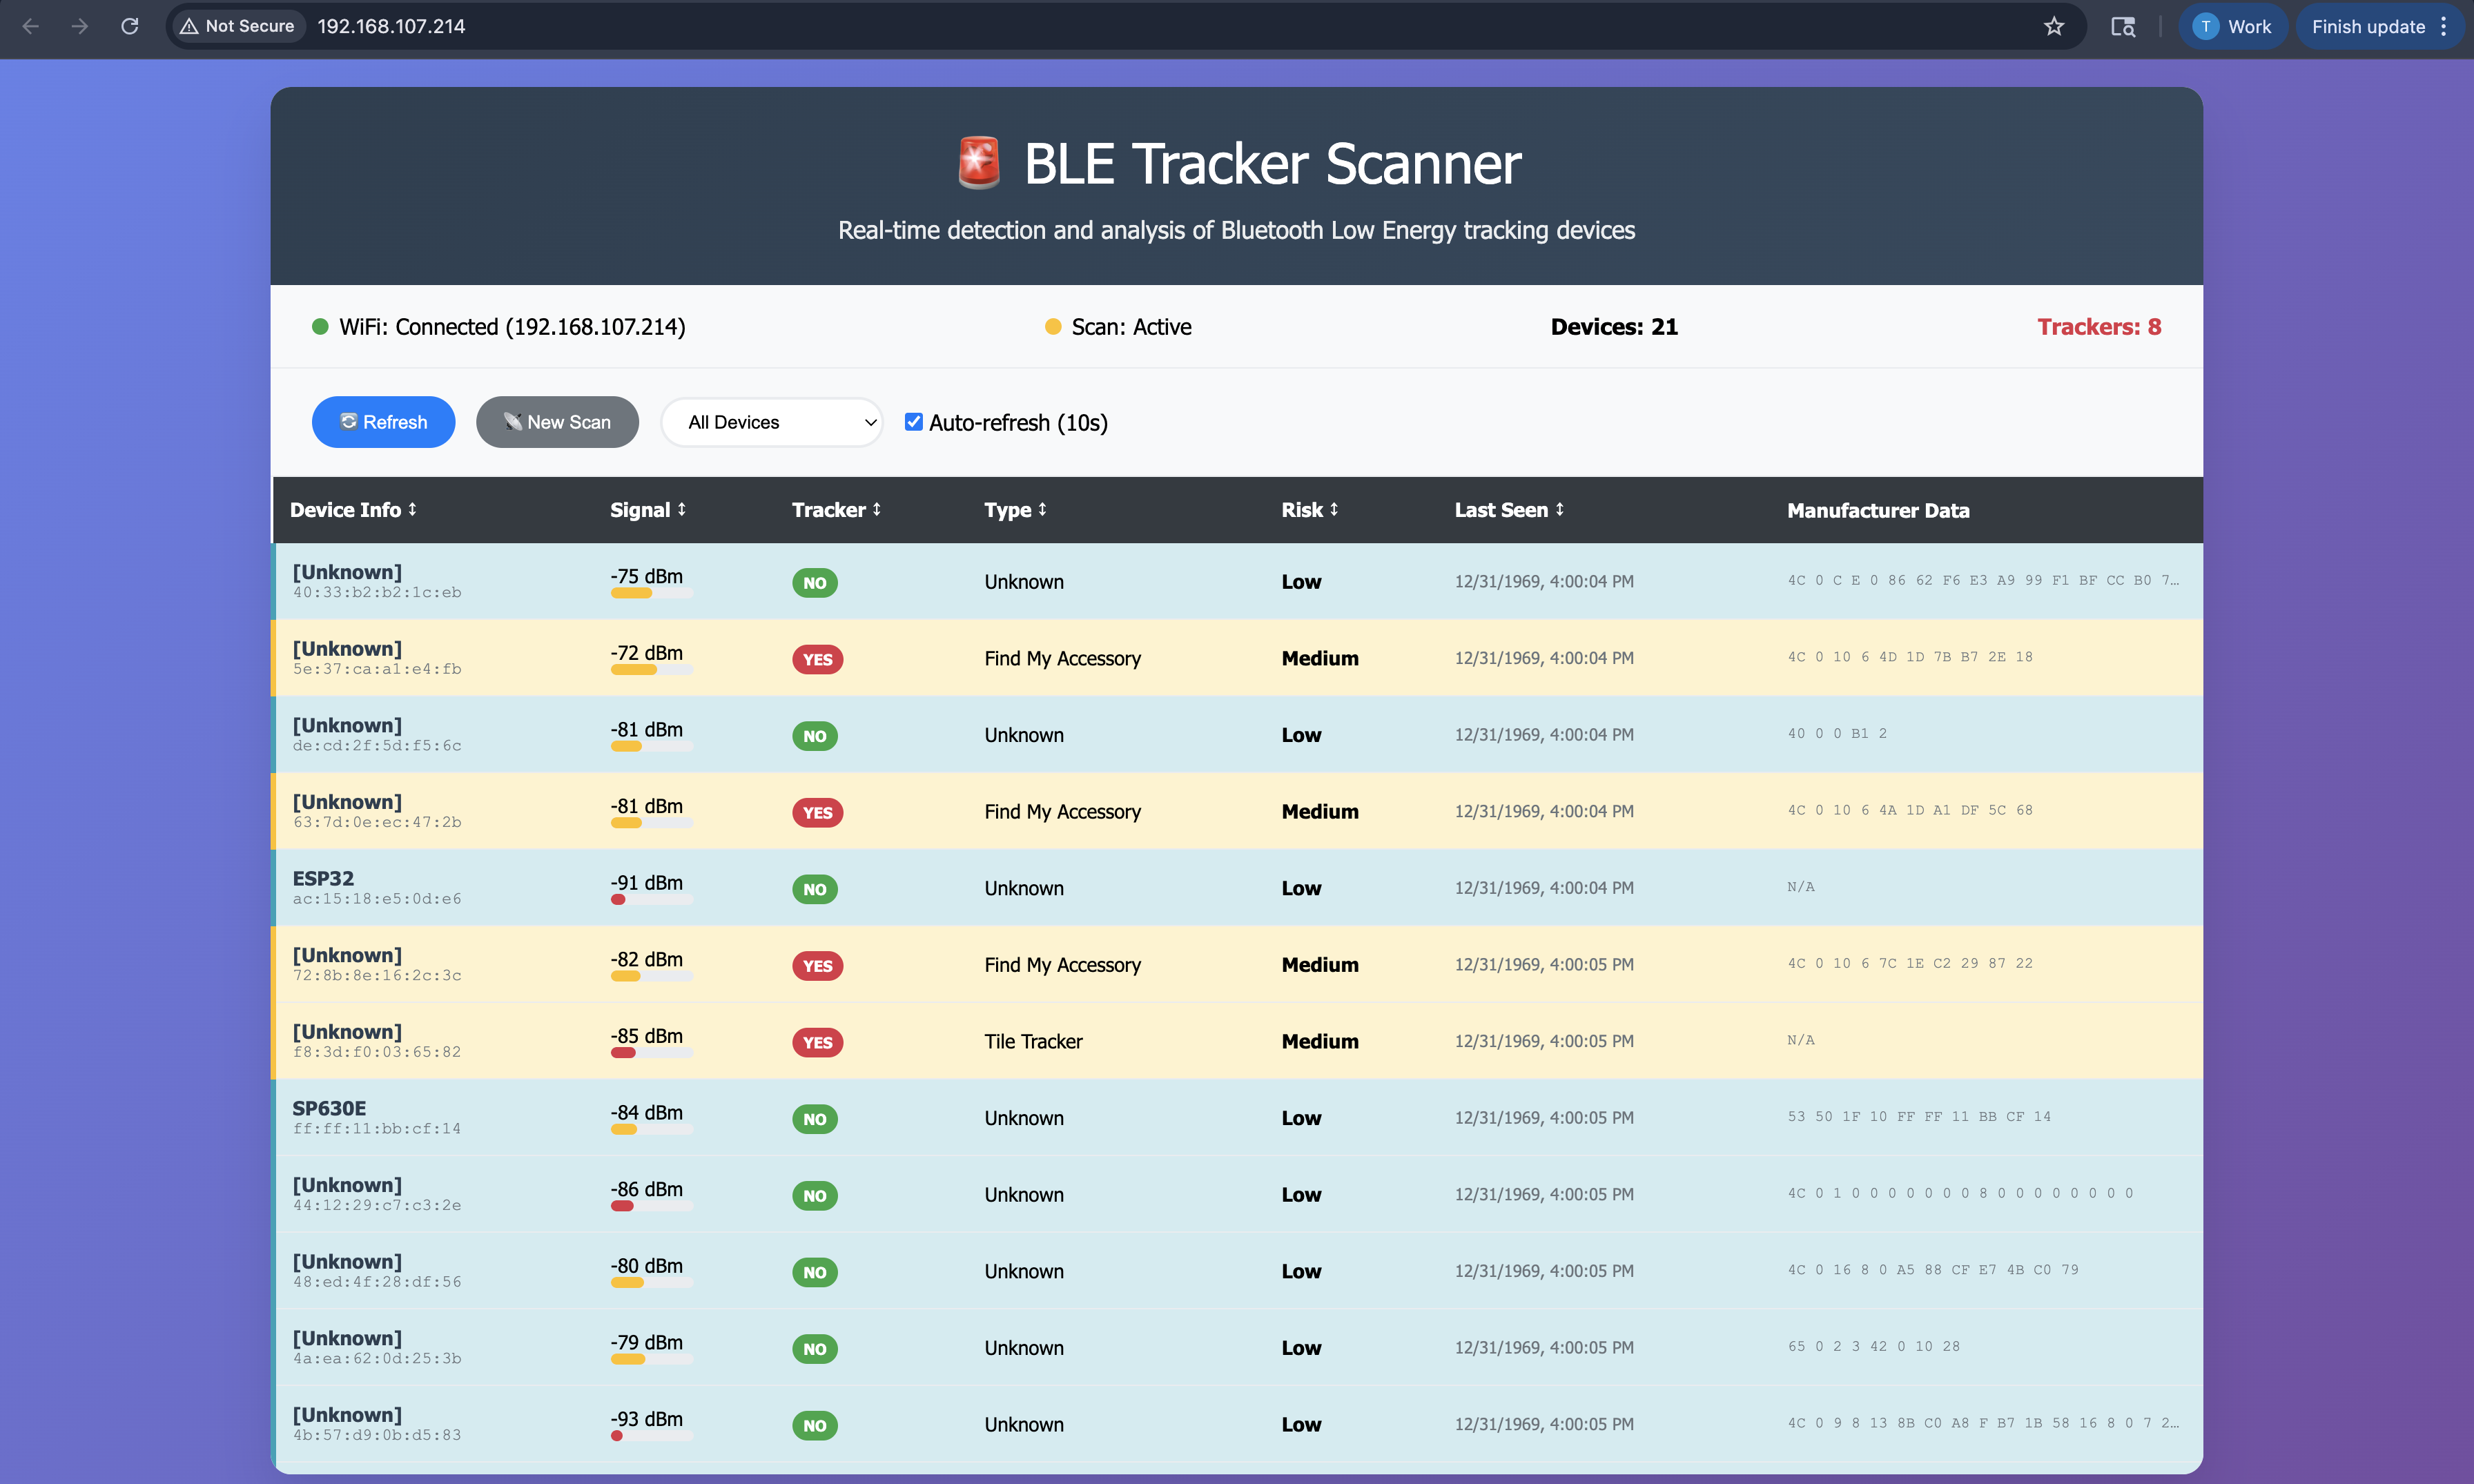 Not Secure 192.168.107.214 T Work Finish update
BLE Tracker Scanner
Real-time detection and analysis of Bluetooth Low Energy tracking devices
WiFi: Connected (192.168.107.214) Scan: Active Devices: 21 Trackers: 8
Refresh New Scan All Devices Auto-refresh (10s)
Device Info ↕ Signal ↕ Tracker ↕ Type ↕ Risk ↕ Last Seen ↕ Manufacturer Data
[Unknown] -75 dBm NO Unknown Low 12/31/1969, 4:00:04 PM 4C 0 C E 0 86 62 F6 E3 A9 99 F1 BF CC B0 7…
40:33:b2:b2:1c:eb
[Unknown] -72 dBm YES Find My Accessory Medium 12/31/1969, 4:00:04 PM 4C 0 10 6 4D 1D 7B B7 2E 18
5e:37:ca:a1:e4:fb
[Unknown] -81 dBm NO Unknown Low 12/31/1969, 4:00:04 PM 40 0 0 B1 2
de:cd:2f:5d:f5:6c
[Unknown] -81 dBm YES Find My Accessory Medium 12/31/1969, 4:00:04 PM 4C 0 10 6 4A 1D A1 DF 5C 68
63:7d:0e:ec:47:2b
ESP32 -91 dBm NO Unknown Low 12/31/1969, 4:00:04 PM N/A
ac:15:18:e5:0d:e6
[Unknown] -82 dBm YES Find My Accessory Medium 12/31/1969, 4:00:05 PM 4C 0 10 6 7C 1E C2 29 87 22
72:8b:8e:16:2c:3c
[Unknown] -85 dBm YES Tile Tracker Medium 12/31/1969, 4:00:05 PM N/A
f8:3d:f0:03:65:82
SP630E -84 dBm NO Unknown Low 12/31/1969, 4:00:05 PM 53 50 1F 10 FF FF 11 BB CF 14
ff:ff:11:bb:cf:14
[Unknown] -86 dBm NO Unknown Low 12/31/1969, 4:00:05 PM 4C 0 1 0 0 0 0 0 0 0 8 0 0 0 0 0 0 0 0
44:12:29:c7:c3:2e
[Unknown] -80 dBm NO Unknown Low 12/31/1969, 4:00:05 PM 4C 0 16 8 0 A5 88 CF E7 4B C0 79
48:ed:4f:28:df:56
[Unknown] -79 dBm NO Unknown Low 12/31/1969, 4:00:05 PM 65 0 2 3 42 0 10 28
4a:ea:62:0d:25:3b
[Unknown] -93 dBm NO Unknown Low 12/31/1969, 4:00:05 PM 4C 0 9 8 13 8B C0 A8 F B7 1B 58 16 8 0 7 2…
4b:57:d9:0b:d5:83